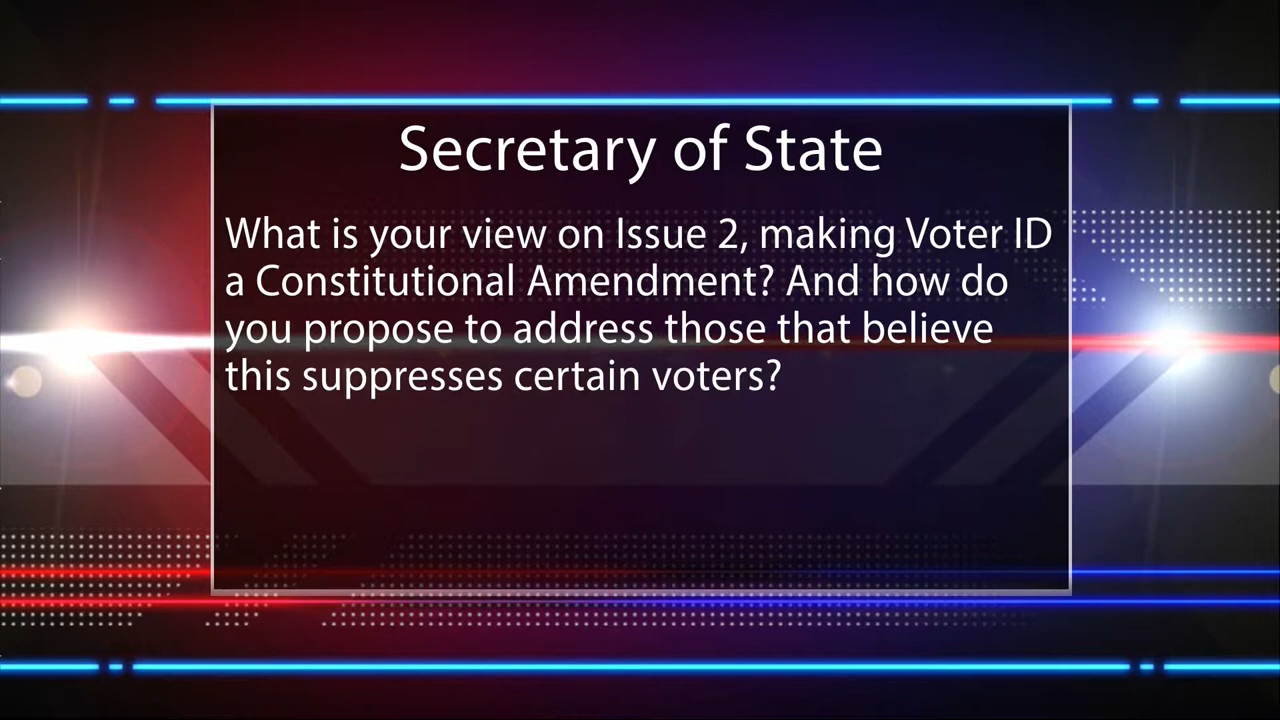 Secretary of State
What is your view on Issue 2, making Voter ID
a Constitutional Amendment? And how do
you propose to address those that believe
this suppresses certain voters?